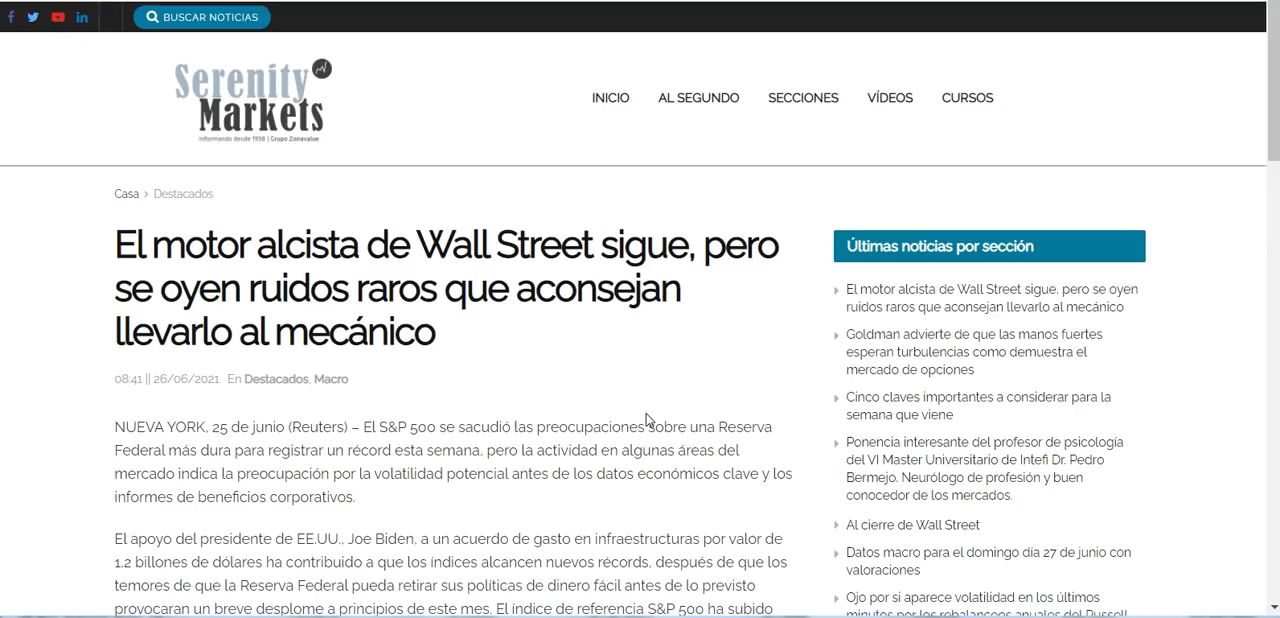 BUSCAR NOTICIAS
Serenity
Markets
informando desde 1998 | Grupo Zonavalue
INICIO AL SEGUNDO SECCIONES VÍDEOS CURSOS
Casa > Destacados
El motor alcista de Wall Street sigue, pero
se oyen ruidos raros que aconsejan
llevarlo al mecánico
08:41 || 26/06/2021 En Destacados, Macro
NUEVA YORK, 25 de junio (Reuters) – El S&P 500 se sacudió las preocupaciones sobre una Reserva
Federal más dura para registrar un récord esta semana, pero la actividad en algunas áreas del
mercado indica la preocupación por la volatilidad potencial antes de los datos económicos clave y los
informes de beneficios corporativos.
El apoyo del presidente de EE.UU., Joe Biden, a un acuerdo de gasto en infraestructuras por valor de
1,2 billones de dólares ha contribuido a que los índices alcancen nuevos récords, después de que los
temores de que la Reserva Federal pueda retirar sus políticas de dinero fácil antes de lo previsto
provocaran un breve desplome a principios de este mes. El índice de referencia S&P 500 ha subido
Últimas noticias por sección
El motor alcista de Wall Street sigue, pero se oyen
ruidos raros que aconsejan llevarlo al mecánico
Goldman advierte de que las manos fuertes
esperan turbulencias como demuestra el
mercado de opciones
Cinco claves importantes a considerar para la
semana que viene
Ponencia interesante del profesor de psicología
del VI Master Universitario de Intefi Dr. Pedro
Bermejo. Neurólogo de profesión y buen
conocedor de los mercados.
Al cierre de Wall Street
Datos macro para el domingo día 27 de junio con
valoraciones
Ojo por si aparece volatilidad en los últimos
minutos por los rebalanceos anuales del Russell